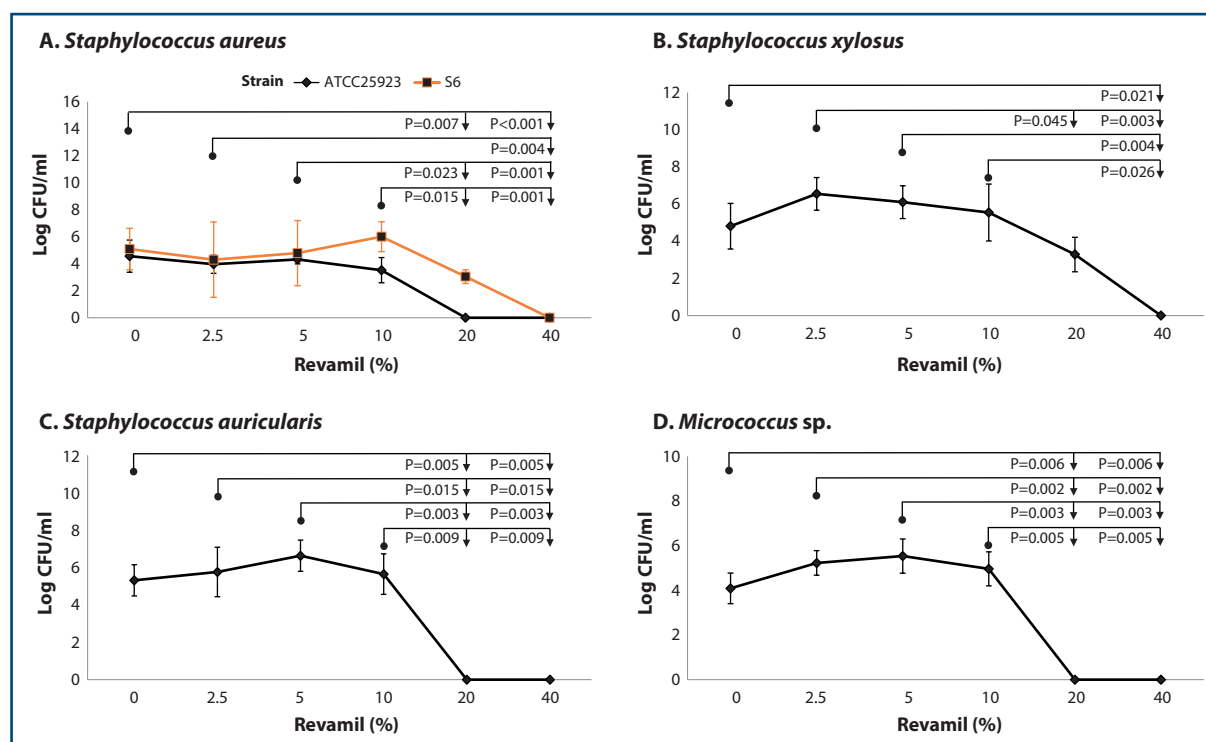 A. Staphylococcus aureus
Strain ATCC25923 S6
16
14
12
10
8
6
4
2
0
Log CFU/ml
P=0.007 P<0.001
P=0.004
P=0.023 P=0.001
P=0.015 P=0.001
0 2.5 5 10 20 40
Revamil (%)
B. Staphylococcus xylosus
12
10
8
6
4
2
0
Log CFU/ml
P=0.021
P=0.045 P=0.003
P=0.004
P=0.026
0 2.5 5 10 20 40
Revamil (%)
C. Staphylococcus auricularis
12
10
8
6
4
2
0
Log CFU/ml
P=0.005 P=0.005
P=0.015 P=0.015
P=0.003 P=0.003
P=0.009 P=0.009
0 2.5 5 10 20 40
Revamil (%)
D. Micrococcus sp.
10
8
6
4
2
0
Log CFU/ml
P=0.006 P=0.006
P=0.002 P=0.002
P=0.003 P=0.003
P=0.005 P=0.005
0 2.5 5 10 20 40
Revamil (%)